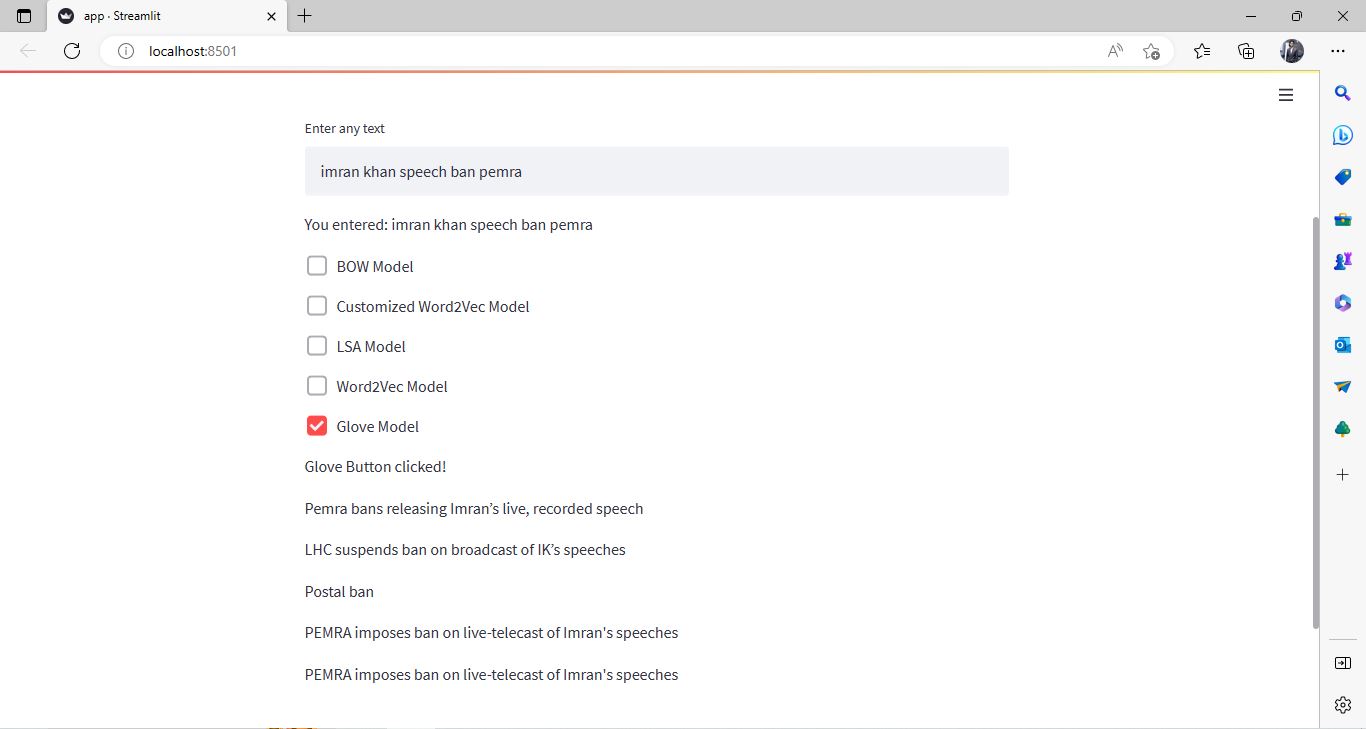 app · Streamlit
localhost:8501
Enter any text
imran khan speech ban pemra
You entered: imran khan speech ban pemra
BOW Model
Customized Word2Vec Model
LSA Model
Word2Vec Model
Glove Model
Glove Button clicked!
Pemra bans releasing Imran’s live, recorded speech
LHC suspends ban on broadcast of IK’s speeches
Postal ban
PEMRA imposes ban on live-telecast of Imran's speeches
PEMRA imposes ban on live-telecast of Imran's speeches